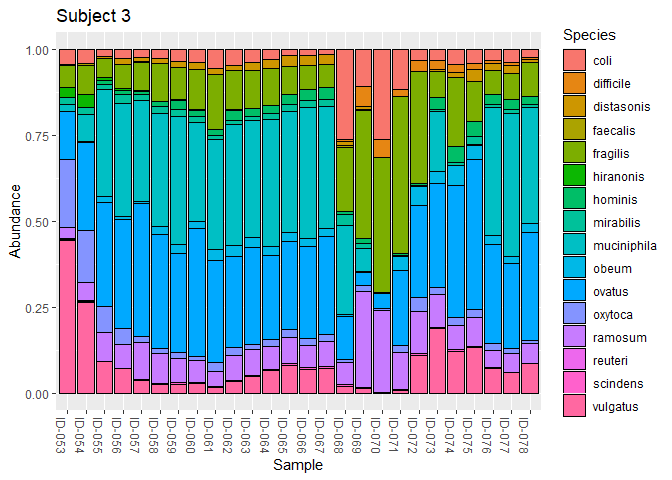 Subject 3
Abundance
1.00
0.75
0.50
0.25
0.00
ID-053
ID-054
ID-055
ID-056
ID-057
ID-058
ID-059
ID-060
ID-061
ID-062
ID-063
ID-064
ID-065
ID-066
ID-067
ID-068
ID-069
ID-070
ID-071
ID-072
ID-073
ID-074
ID-075
ID-076
ID-077
ID-078
Sample
Species
coli
difficile
distasonis
faecalis
fragilis
hiranonis
hominis
mirabilis
muciniphila
obeum
ovatus
oxytoca
ramosum
reuteri
scindens
vulgatus